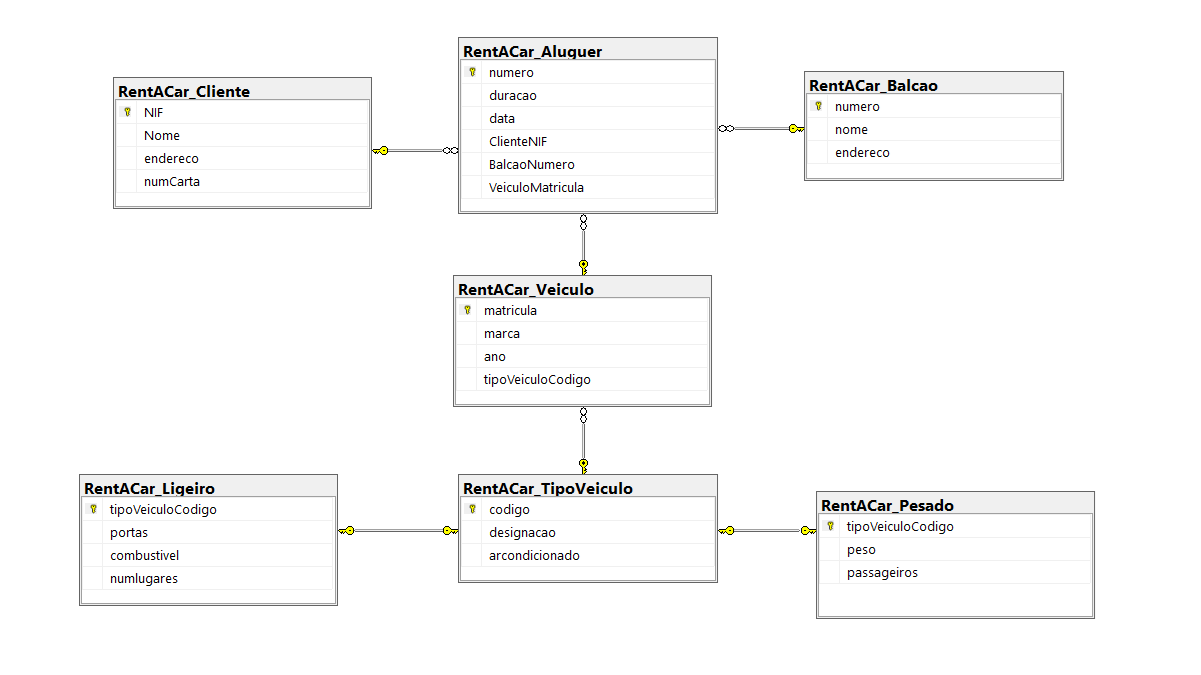 RentACar_Aluguer
numero
duracao
data
ClienteNIF
BalcaoNumero
VeiculoMatricula
RentACar_Cliente
NIF
Nome
endereco
numCarta
RentACar_Balcao
numero
nome
endereco
RentACar_Veiculo
matricula
marca
ano
tipoVeiculoCodigo
RentACar_Ligeiro
tipoVeiculoCodigo
portas
combustivel
numlugares
RentACar_TipoVeiculo
codigo
designacao
arcondicionado
RentACar_Pesado
tipoVeiculoCodigo
peso
passageiros